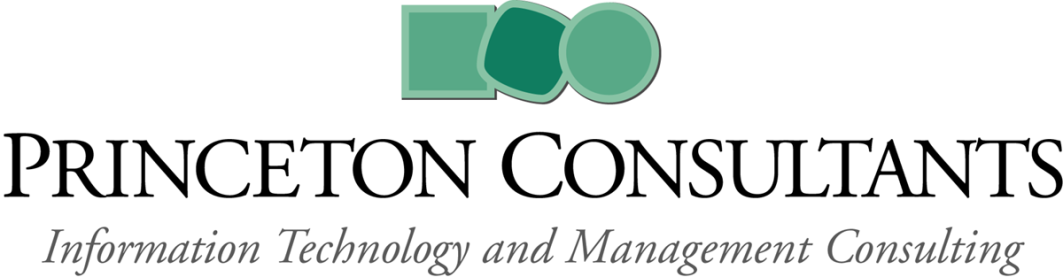 PRINCETON CONSULTANTS
Information Technology and Management Consulting